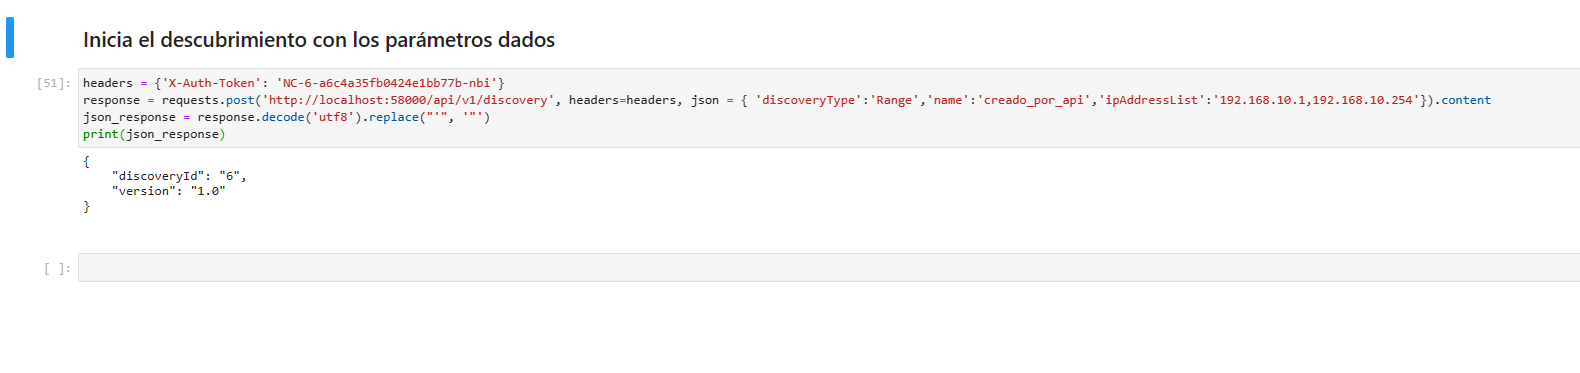 Inicia el descubrimiento con los parámetros dados
[51]: headers = {'X-Auth-Token': 'NC-6-a6c4a35fb0424e1bb77b-nbi'}
response = requests.post('http://localhost:58000/api/v1/discovery', headers=headers, json = { 'discoveryType':'Range','name':'creado_por_api','ipAddressList':'192.168.10.1,192.168.10.254'}).content
json_response = response.decode('utf8').replace("'", '"')
print(json_response)
{
    "discoveryId": "6",
    "version": "1.0"
}
[ ]: